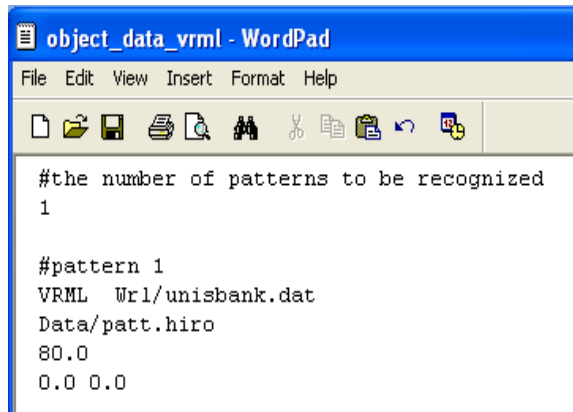 object_data_vrml - WordPad
File Edit View Insert Format Help
#the number of patterns to be recognized
1
#pattern 1
VRML  Wrl/unisbank.dat
Data/patt.hiro
80.0
0.0 0.0